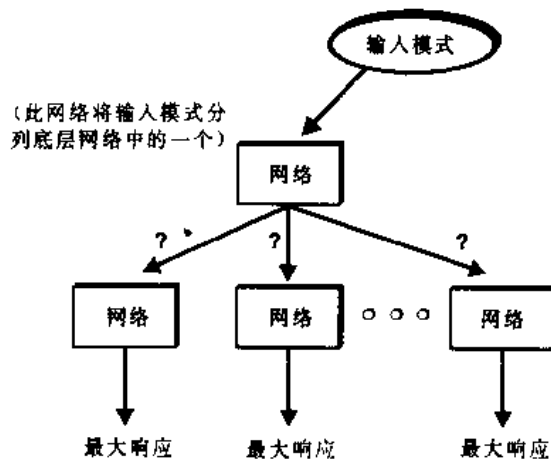 输入模式
（此网络将输入模式分
列底层网络中的一个）
网络
? ? ?
网络 网络 网络
最大响应 最大响应 最大响应